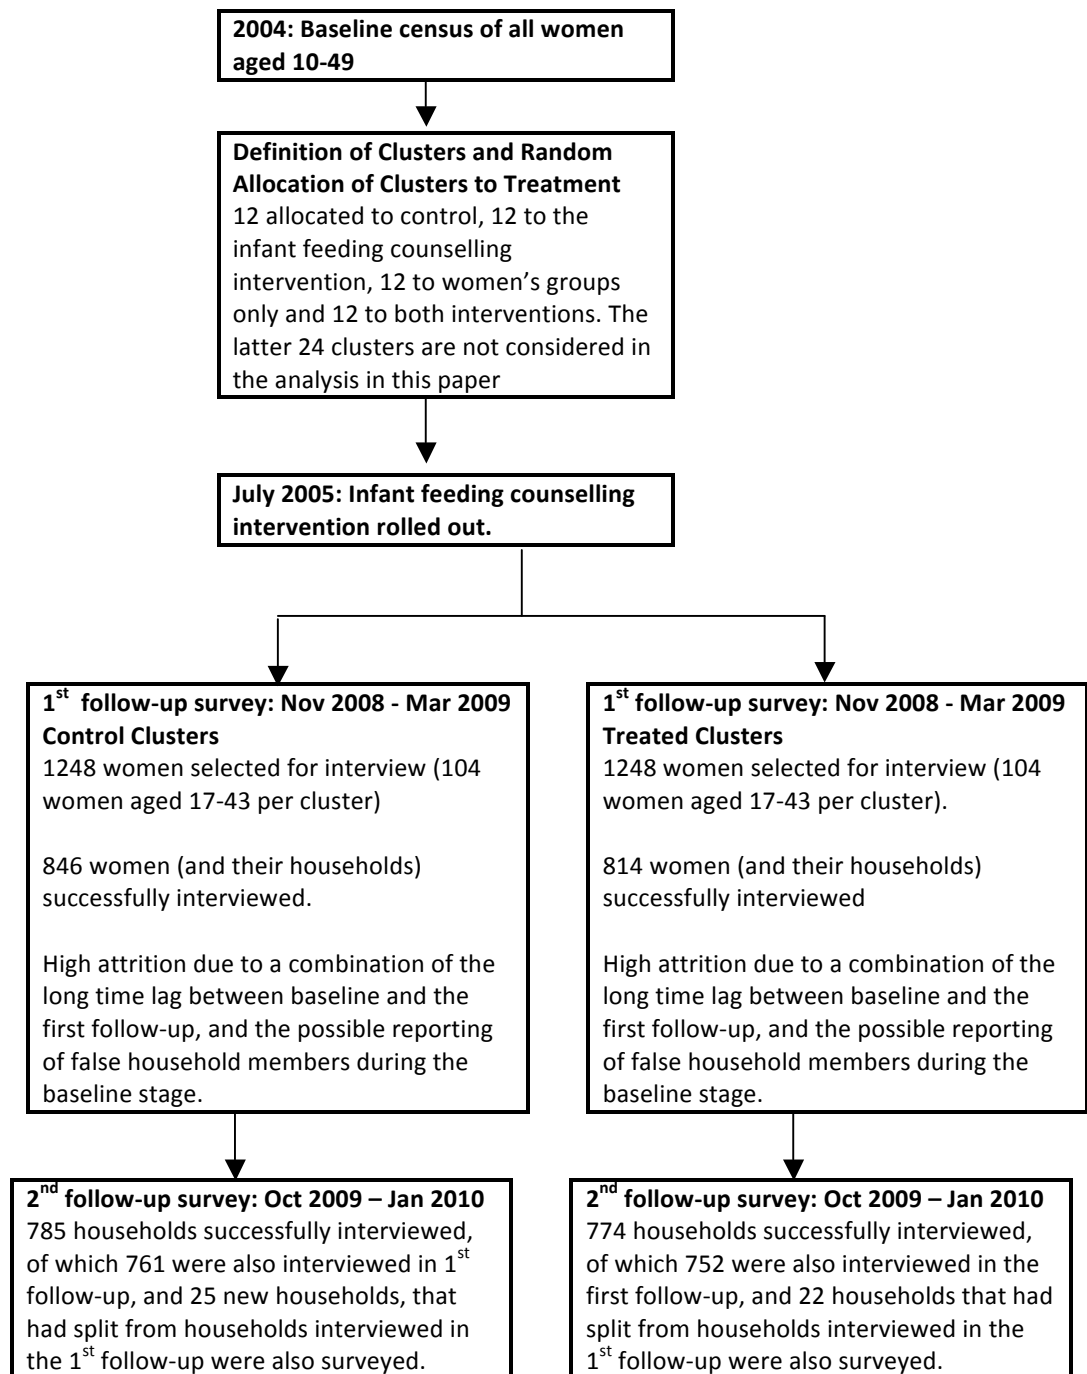 2004: Baseline census of all women
aged 10-49
Definition of Clusters and Random
Allocation of Clusters to Treatment
12 allocated to control, 12 to the
infant feeding counselling
intervention, 12 to women’s groups
only and 12 to both interventions. The
latter 24 clusters are not considered in
the analysis in this paper
July 2005: Infant feeding counselling
intervention rolled out.
1st follow-up survey: Nov 2008 - Mar 2009
Control Clusters
1248 women selected for interview (104
women aged 17-43 per cluster)
846 women (and their households)
successfully interviewed.
High attrition due to a combination of the
long time lag between baseline and the
first follow-up, and the possible reporting
of false household members during the
baseline stage.
1st follow-up survey: Nov 2008 - Mar 2009
Treated Clusters
1248 women selected for interview (104
women aged 17-43 per cluster).
814 women (and their households)
successfully interviewed
High attrition due to a combination of the
long time lag between baseline and the
first follow-up, and the possible reporting
of false household members during the
baseline stage.
2nd follow-up survey: Oct 2009 – Jan 2010
785 households successfully interviewed,
of which 761 were also interviewed in 1st
follow-up, and 25 new households, that
had split from households interviewed in
the 1st follow-up were also surveyed.
2nd follow-up survey: Oct 2009 – Jan 2010
774 households successfully interviewed,
of which 752 were also interviewed in the
first follow-up, and 22 households that had
split from households interviewed in the
1st follow-up were also surveyed.